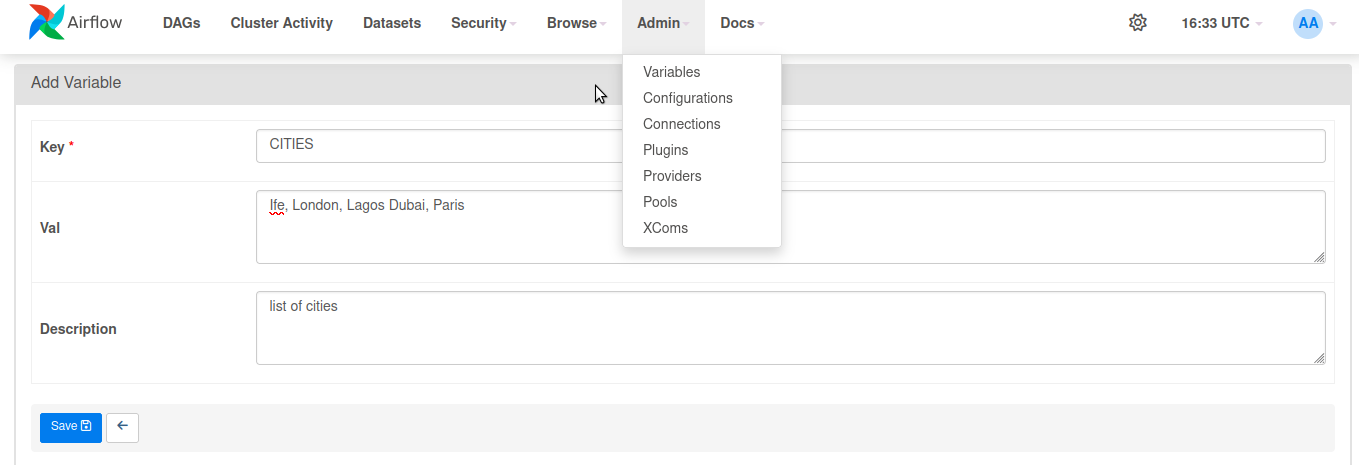 Airflow DAGs Cluster Activity Datasets Security Browse Admin Docs 16:33 UTC AA
Add Variable
Variables
Configurations
Connections
Plugins
Providers
Pools
XComs
Key * CITIES
Val Ife, London, Lagos Dubai, Paris
Description list of cities
Save